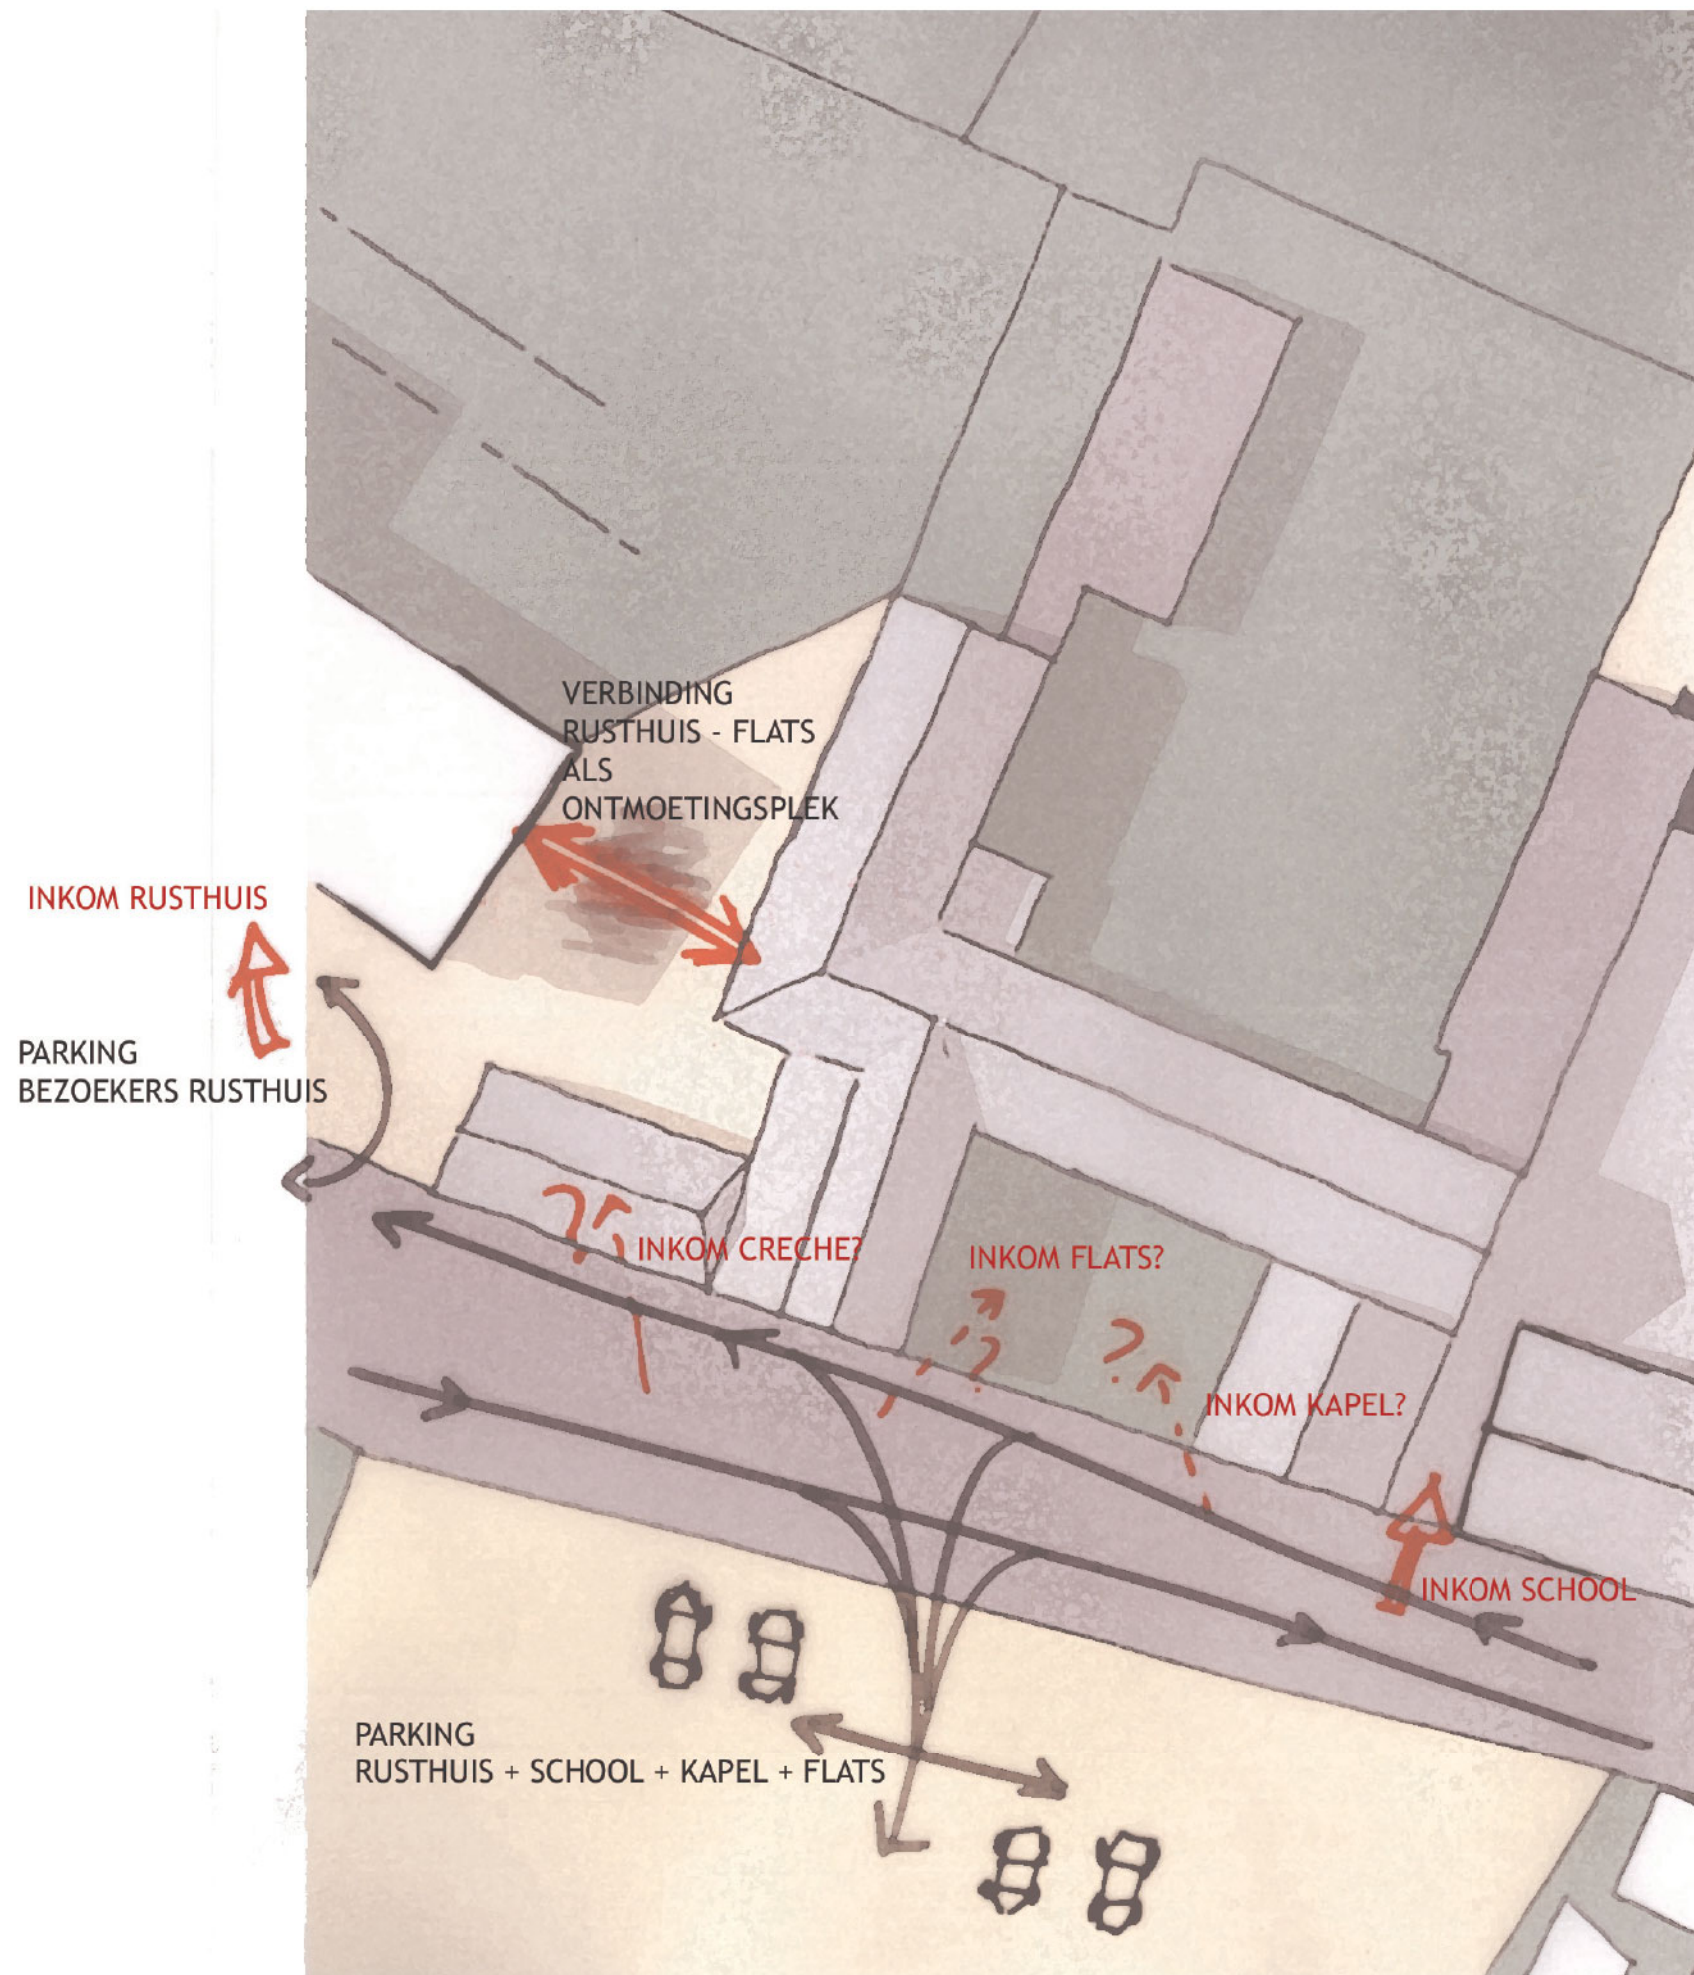 VERBINDING
RUSTHUIS - FLATS
ALS
ONTMOETINGSPLEK
INKOM RUSTHUIS
PARKING
BEZOEKERS RUSTHUIS
INKOM CRECHE?
INKOM FLATS?
INKOM KAPEL?
INKOM SCHOOL
PARKING
RUSTHUIS + SCHOOL + KAPEL + FLATS